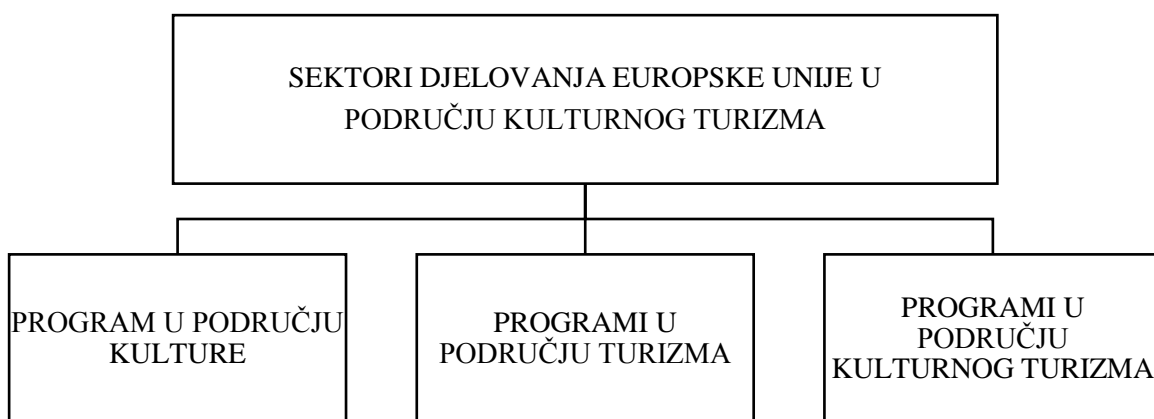 SEKTORI DJELOVANJA EUROPSKE UNIJE U
PODRUČJU KULTURNOG TURIZMA
PROGRAM U PODRUČJU
KULTURE
PROGRAMI U
PODRUČJU TURIZMA
PROGRAMI U
PODRUČJU
KULTURNOG TURIZMA